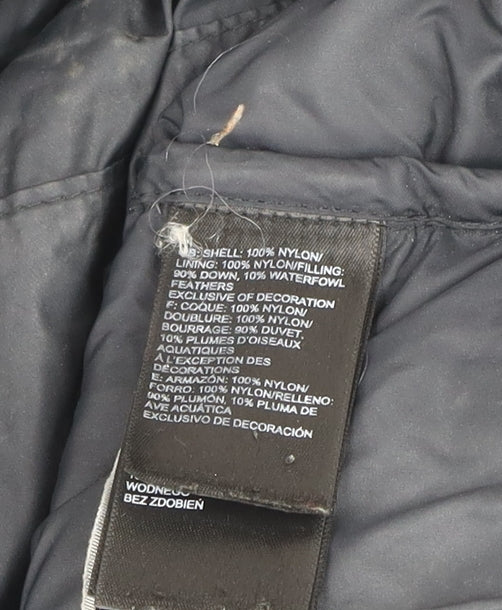 SHELL: 100% NYLON/
LINING: 100% NYLON/FILLING:
90% DOWN, 10% WATERFOWL
FEATHERS
EXCLUSIVE OF DECORATION
F: COQUE: 100% NYLON/
DOUBLURE: 100% NYLON/
BOURRAGE: 90% DUVET,
10% PLUMES D'OISEAUX
AQUATIQUES
À L'EXCEPTION DES
DÉCORATIONS
E: ARMAZÓN: 100% NYLON/
FORRO: 100% NYLON/RELLENO:
90% PLUMÓN, 10% PLUMA DE
AVE ACUÁTICA
EXCLUSIVO DE DECORACIÓN
WODNEGO
BEZ ZDOBIEŃ